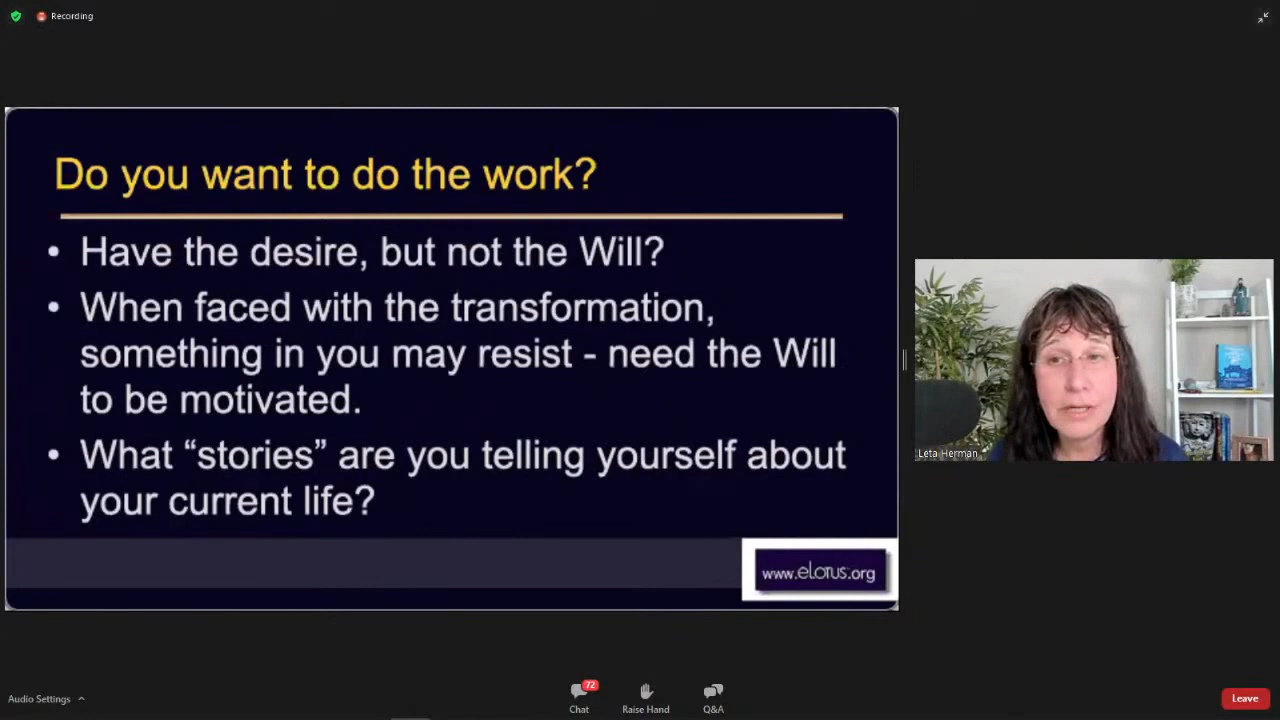 Recording
Do you want to do the work?
• Have the desire, but not the Will?
• When faced with the transformation,
something in you may resist - need the Will
to be motivated.
• What “stories” are you telling yourself about
your current life?
www.eLotus.org
Leta Herman
Audio Settings
72
Chat
Raise Hand
Q&A
Leave